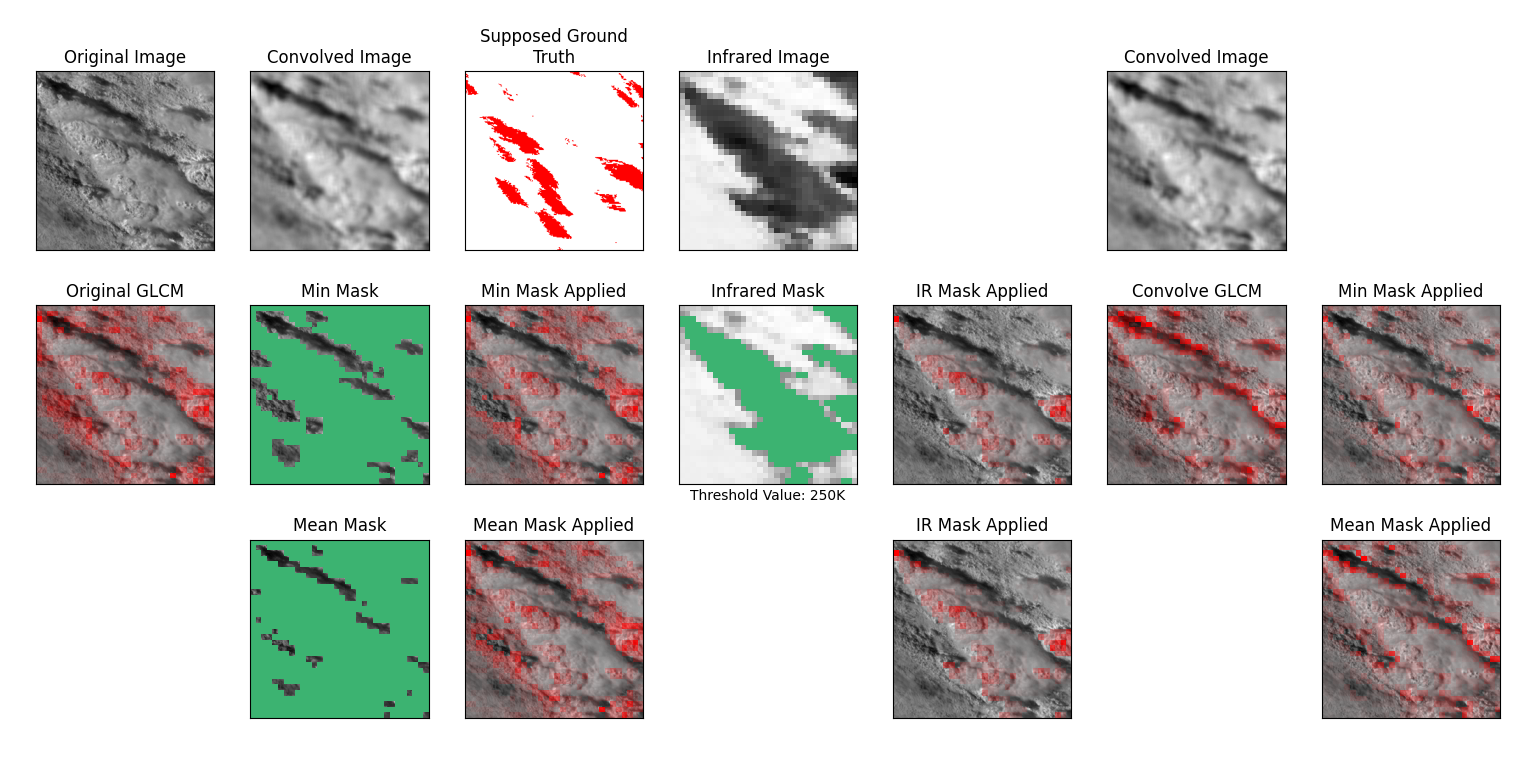 Original Image
Convolved Image
Supposed Ground
Truth
Infrared Image
Convolved Image
Original GLCM
Min Mask
Min Mask Applied
Infrared Mask
IR Mask Applied
Convolve GLCM
Min Mask Applied
Threshold Value: 250K
Mean Mask
Mean Mask Applied
IR Mask Applied
Mean Mask Applied